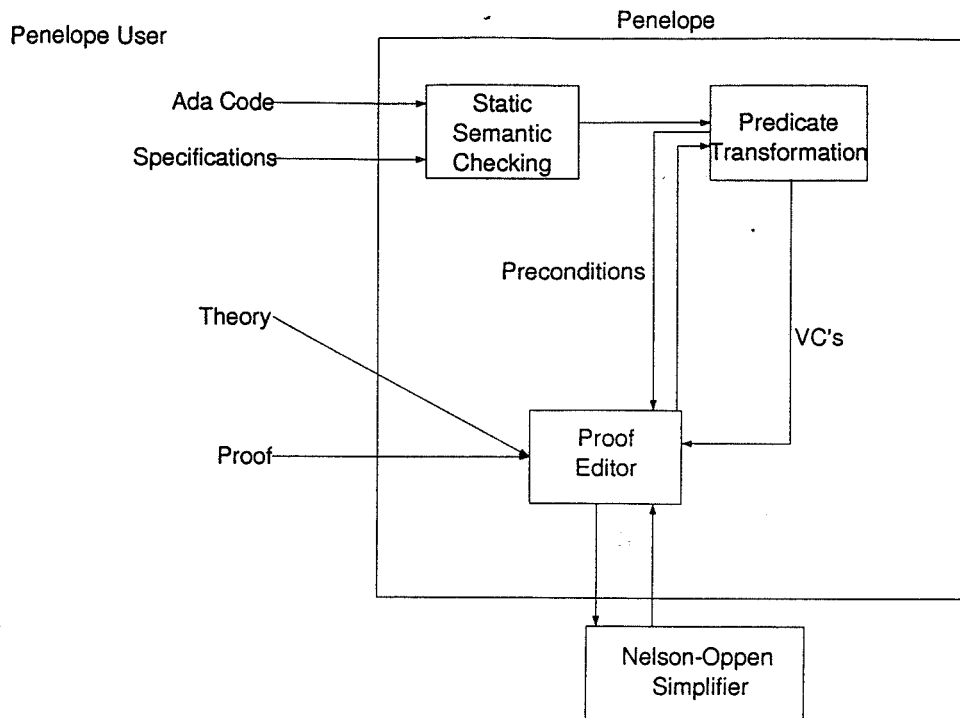 Penelope
Penelope User
Ada Code
Static
Semantic
Checking
Predicate
Transformation
Specifications
Preconditions
Theory
VC's
Proof
Proof
Editor
Nelson-Oppen
Simplifier